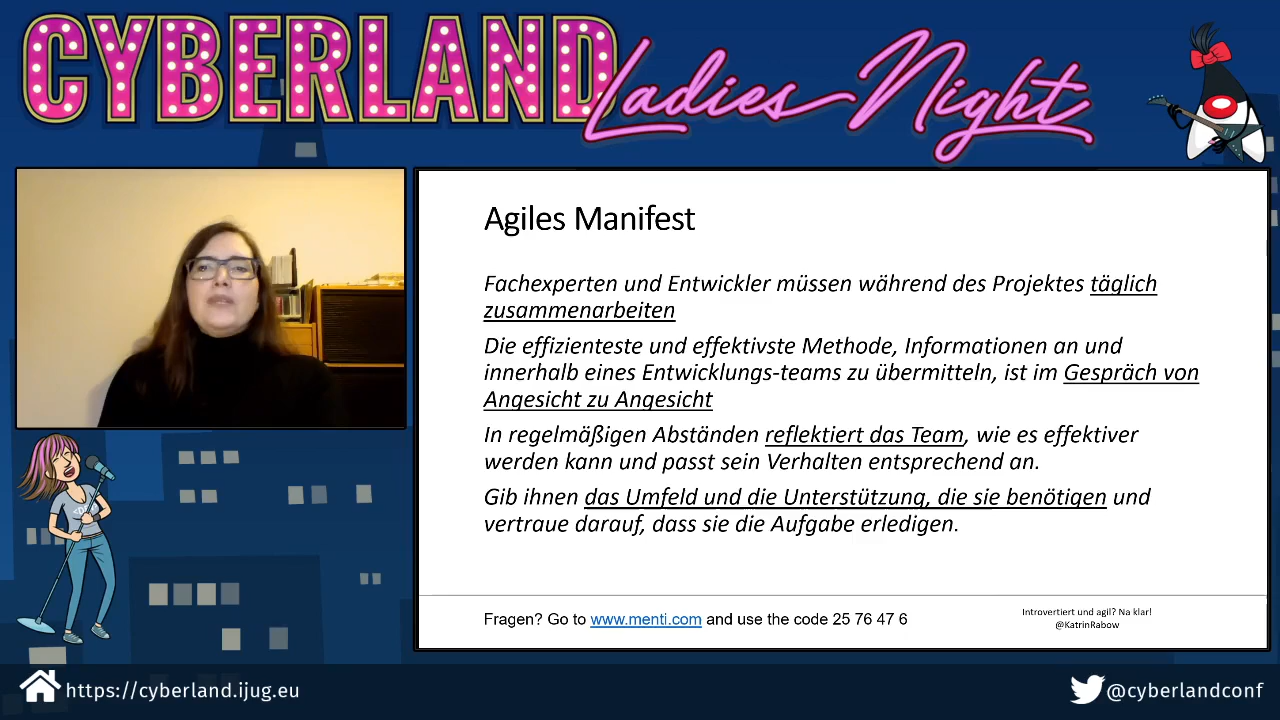 CYBERLAND Ladies Night
Agiles Manifest
Fachexperten und Entwickler müssen während des Projektes täglich
zusammenarbeiten
Die effizienteste und effektivste Methode, Informationen an und
innerhalb eines Entwicklungs-teams zu übermitteln, ist im Gespräch von
Angesicht zu Angesicht
In regelmäßigen Abständen reflektiert das Team, wie es effektiver
werden kann und passt sein Verhalten entsprechend an.
Gib ihnen das Umfeld und die Unterstützung, die sie benötigen und
vertraue darauf, dass sie die Aufgabe erledigen.
Fragen? Go to www.menti.com and use the code 25 76 47 6
Introvertiert und agil? Na klar!
@KatrinRabow
https://cyberland.ijug.eu
@cyberlandconf